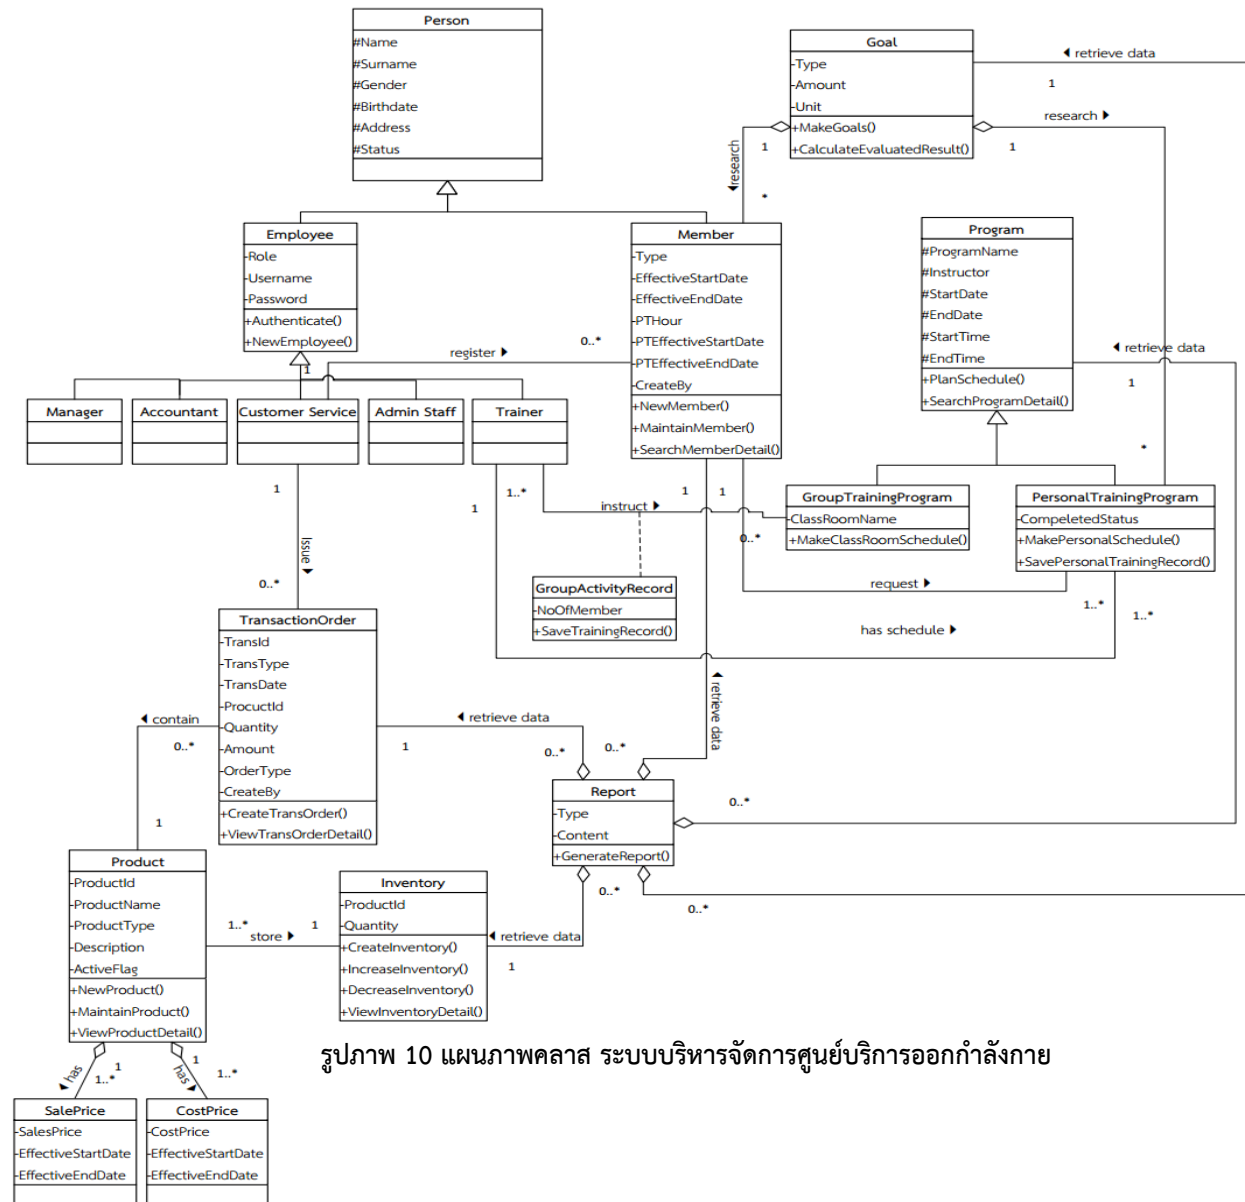 Person
#Name
#Surname
#Gender
#Birthdate
#Address
#Status
Goal
-Type
-Amount
-Unit
+MakeGoals()
+CalculateEvaluatedResult()
◄ retrieve data
1
research ►
1
1
◄research
*
Employee
-Role
-Username
-Password
+Authenticate()
+NewEmployee()
1
register ►
0..*
Member
-Type
-EffectiveStartDate
-EffectiveEndDate
-PTHour
-PTEffectiveStartDate
-PTEffectiveEndDate
-CreateBy
+NewMember()
+MaintainMember()
+SearchMemberDetail()
Program
#ProgramName
#Instructor
#StartDate
#EndDate
#StartTime
#EndTime
+PlanSchedule()
+SearchProgramDetail()
◄ retrieve data
1
*
Manager
Accountant
Customer Service
Admin Staff
Trainer
1
1
1..*
1
1
instruct ►
0..*
GroupTrainingProgram
-ClassRoomName
+MakeClassRoomSchedule()
PersonalTrainingProgram
-CompeletedStatus
+MakePersonalSchedule()
+SavePersonalTrainingRecord()
Issue ►
0..*
GroupActivityRecord
-NoOfMember
+SaveTrainingRecord()
request ►
1..*
1..*
has schedule ►
TransactionOrder
-TransId
-TransType
-TransDate
-ProcuctId
-Quantity
-Amount
-OrderType
-CreateBy
+CreateTransOrder()
+ViewTransOrderDetail()
◄ contain
0..*
1
◄ retrieve data
1
0..*
0..*
◄ retrieve data
Report
-Type
-Content
+GenerateReport()
0..*
0..*
0..*
Product
-ProductId
-ProductName
-ProductType
-Description
-ActiveFlag
+NewProduct()
+MaintainProduct()
+ViewProductDetail()
1..*
store ►
1
Inventory
-ProductId
-Quantity
+CreateInventory()
+IncreaseInventory()
+DecreaseInventory()
+ViewInventoryDetail()
◄ retrieve data
1
รูปภาพ 10 แผนภาพคลาส ระบบบริหารจัดการศูนย์บริการออกกำลังกาย
◄ has
1
1..*
has ►
1
1..*
SalePrice
-SalesPrice
-EffectiveStartDate
-EffectiveEndDate
CostPrice
-CostPrice
-EffectiveStartDate
-EffectiveEndDate